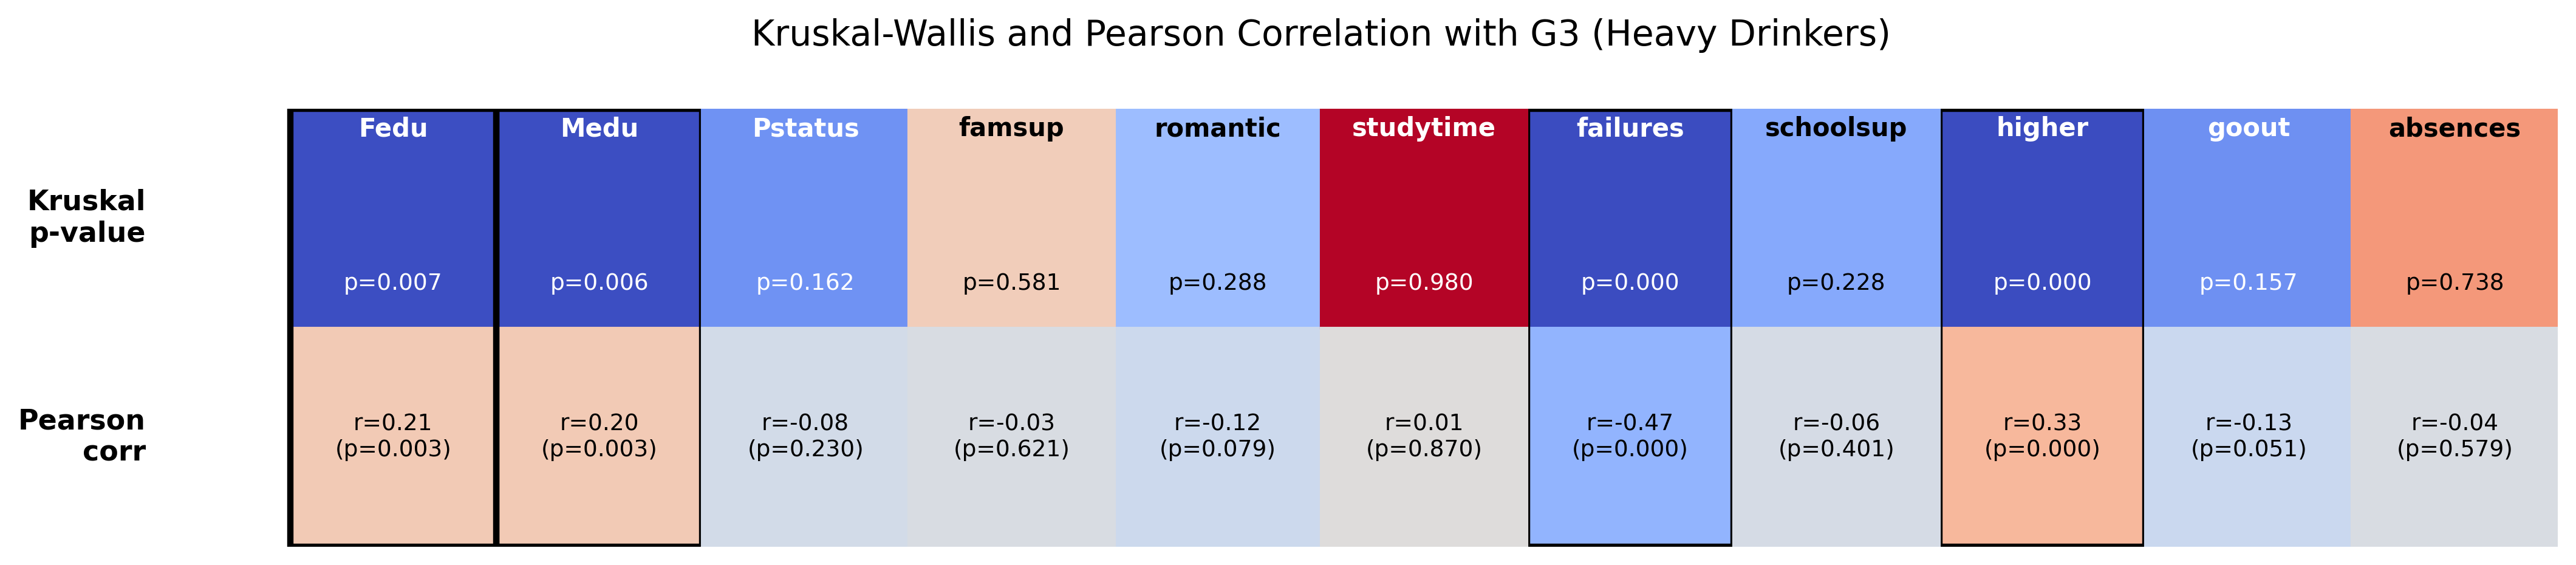 Kruskal-Wallis and Pearson Correlation with G3 (Heavy Drinkers)
Fedu Medu Pstatus famsup romantic studytime failures schoolsup higher goout absences
Kruskal
p-value
p=0.007 p=0.006 p=0.162 p=0.581 p=0.288 p=0.980 p=0.000 p=0.228 p=0.000 p=0.157 p=0.738
Pearson
corr
r=0.21 r=0.20 r=-0.08 r=-0.03 r=-0.12 r=0.01 r=-0.47 r=-0.06 r=0.33 r=-0.13 r=-0.04
(p=0.003) (p=0.003) (p=0.230) (p=0.621) (p=0.079) (p=0.870) (p=0.000) (p=0.401) (p=0.000) (p=0.051) (p=0.579)